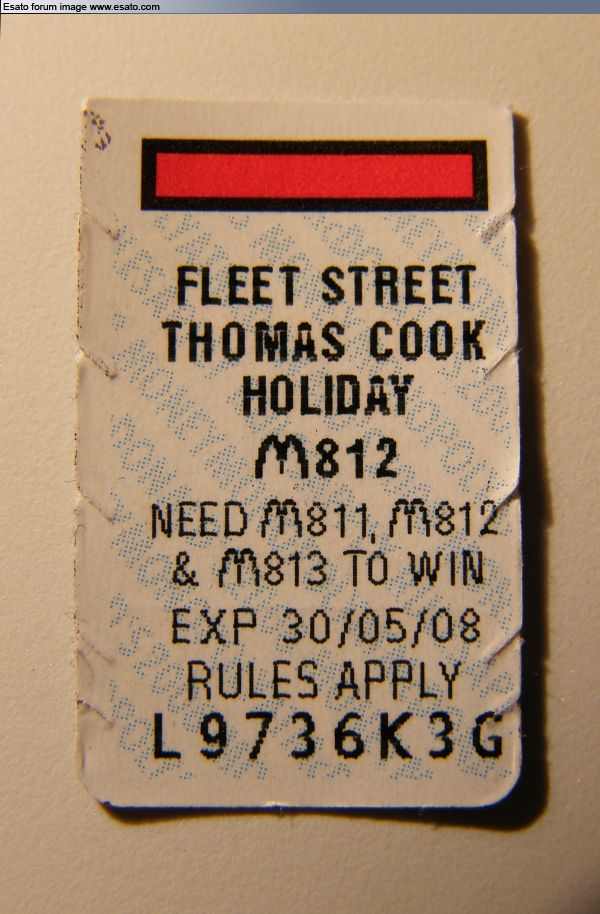 Esato forum image www.esato.com
FLEET STREET
THOMAS COOK
HOLIDAY
M812
NEED M811, M812
& M813 TO WIN
EXP 30/05/08
RULES APPLY
L9736K3G